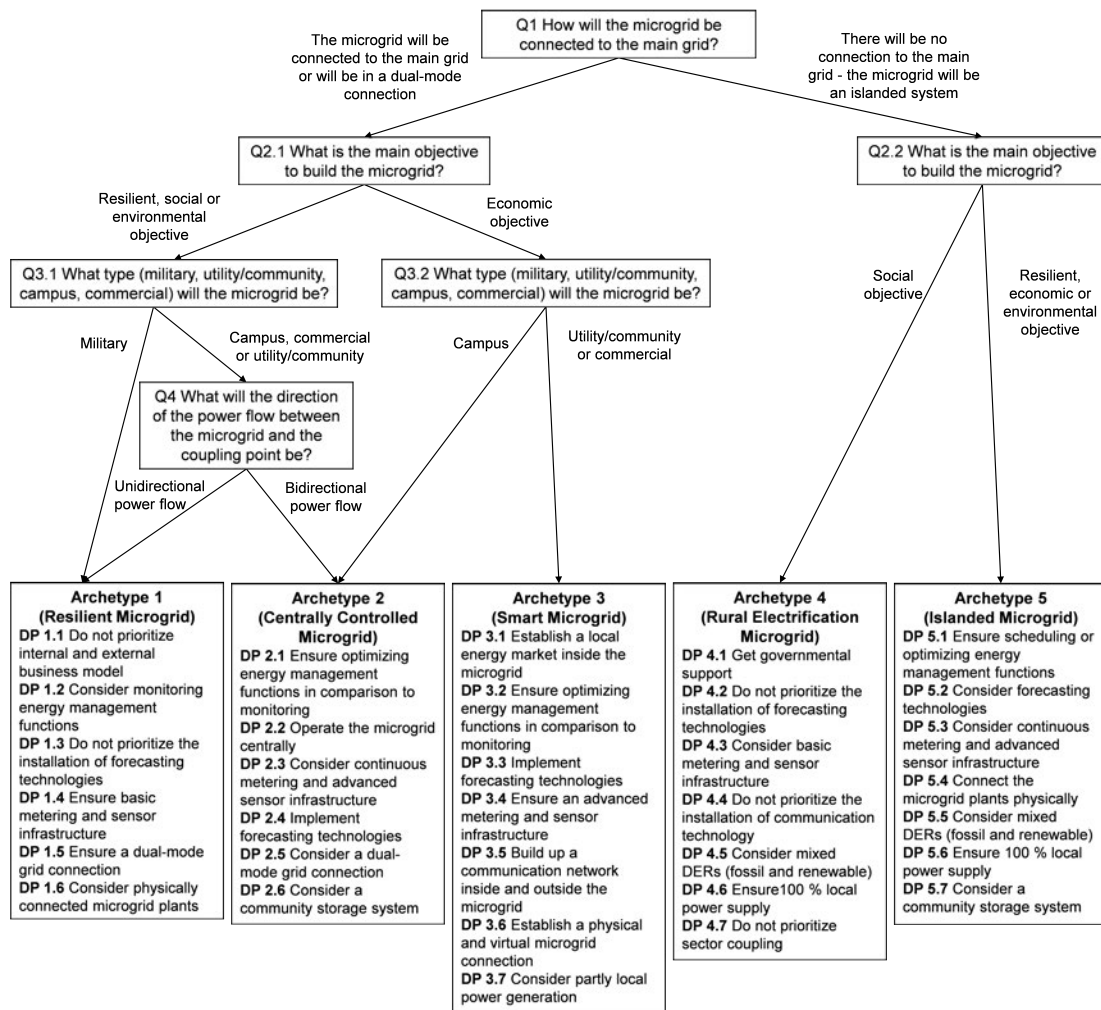 Q1 How will the microgrid be
connected to the main grid?
The microgrid will be
connected to the main grid
or will be in a dual-mode
connection
There will be no
connection to the main
grid - the microgrid will be
an islanded system
Q2.1 What is the main objective
to build the microgrid?
Q2.2 What is the main objective
to build the microgrid?
Resilient, social or
environmental
objective
Economic
objective
Q3.1 What type (military, utility/community,
campus, commercial) will the microgrid be?
Q3.2 What type (military, utility/community,
campus, commercial) will the microgrid be?
Social
objective
Resilient,
economic or
environmental
objective
Military
Campus, commercial
or utility/community
Campus
Utility/community
or commercial
Q4 What will the direction
of the power flow between
the microgrid and the
coupling point be?
Unidirectional
power flow
Bidirectional
power flow
Archetype 1
(Resilient Microgrid)
DP 1.1 Do not prioritize
internal and external
business model
DP 1.2 Consider monitoring
energy management
functions
DP 1.3 Do not prioritize the
installation of forecasting
technologies
DP 1.4 Ensure basic
metering and sensor
infrastructure
DP 1.5 Ensure a dual-mode
grid connection
DP 1.6 Consider physically
connected microgrid plants
Archetype 2
(Centrally Controlled
Microgrid)
DP 2.1 Ensure optimizing
energy management
functions in comparison to
monitoring
DP 2.2 Operate the microgrid
centrally
DP 2.3 Consider continuous
metering and advanced
sensor infrastructure
DP 2.4 Implement
forecasting technologies
DP 2.5 Consider a dual-
mode grid connection
DP 2.6 Consider a
community storage system
Archetype 3
(Smart Microgrid)
DP 3.1 Establish a local
energy market inside the
microgrid
DP 3.2 Ensure optimizing
energy management
functions in comparison to
monitoring
DP 3.3 Implement
forecasting technologies
DP 3.4 Ensure an advanced
metering and sensor
infrastructure
DP 3.5 Build up a
communication network
inside and outside the
microgrid
DP 3.6 Establish a physical
and virtual microgrid
connection
DP 3.7 Consider partly local
power generation
Archetype 4
(Rural Electrification
Microgrid)
DP 4.1 Get governmental
support
DP 4.2 Do not prioritize the
installation of forecasting
technologies
DP 4.3 Consider basic
metering and sensor
infrastructure
DP 4.4 Do not prioritize the
installation of communication
technology
DP 4.5 Consider mixed
DERs (fossil and renewable)
DP 4.6 Ensure100 % local
power supply
DP 4.7 Do not prioritize
sector coupling
Archetype 5
(Islanded Microgrid)
DP 5.1 Ensure scheduling or
optimizing energy
management functions
DP 5.2 Consider forecasting
technologies
DP 5.3 Consider continuous
metering and advanced
sensor infrastructure
DP 5.4 Connect the
microgrid plants physically
DP 5.5 Consider mixed
DERs (fossil and renewable)
DP 5.6 Ensure 100 % local
power supply
DP 5.7 Consider a
community storage system